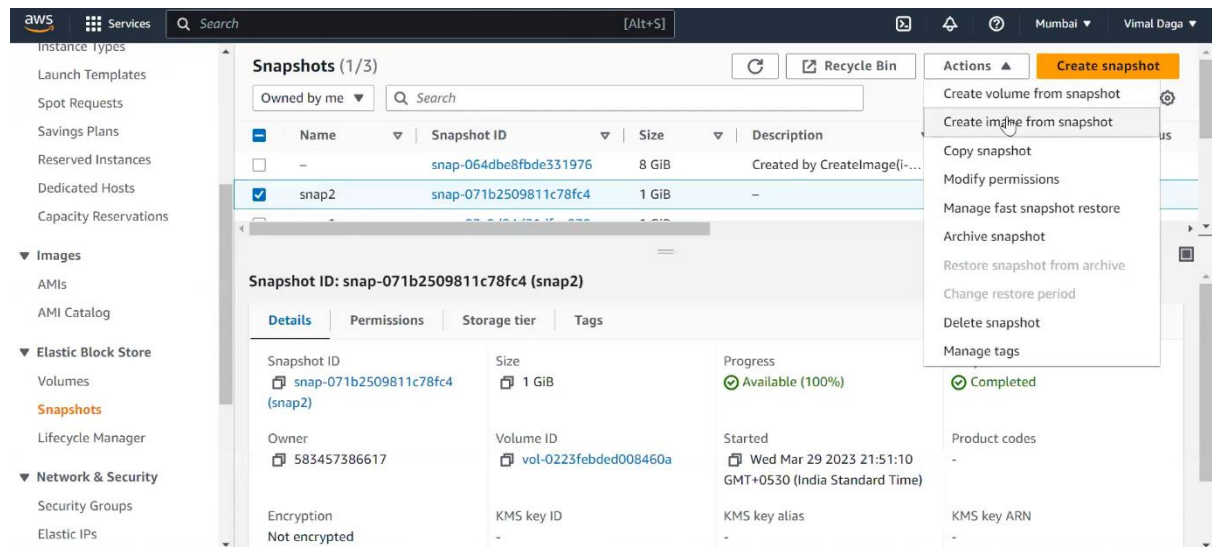 aws Services Search [Alt+S] Mumbai Vimal Daga
Instance Types
Launch Templates
Spot Requests
Savings Plans
Reserved Instances
Dedicated Hosts
Capacity Reservations
Images
AMIs
AMI Catalog
Elastic Block Store
Volumes
Snapshots
Lifecycle Manager
Network & Security
Security Groups
Elastic IPs
Snapshots (1/3) Recycle Bin Actions Create snapshot
Owned by me Search
Name Snapshot ID Size Description us
– snap-064dbe8fbde331976 8 GiB Created by CreateImage(i-...
snap2 snap-071b2509811c78fc4 1 GiB –
Create volume from snapshot
Create image from snapshot
Copy snapshot
Modify permissions
Manage fast snapshot restore
Archive snapshot
Restore snapshot from archive
Change restore period
Delete snapshot
Manage tags
Snapshot ID: snap-071b2509811c78fc4 (snap2)
Details Permissions Storage tier Tags
Snapshot ID Size Progress
snap-071b2509811c78fc4 1 GiB Available (100%) Completed
(snap2)
Owner Volume ID Started Product codes
583457386617 vol-0223febded008460a Wed Mar 29 2023 21:51:10 -
GMT+0530 (India Standard Time)
Encryption KMS key ID KMS key alias KMS key ARN
Not encrypted - - -